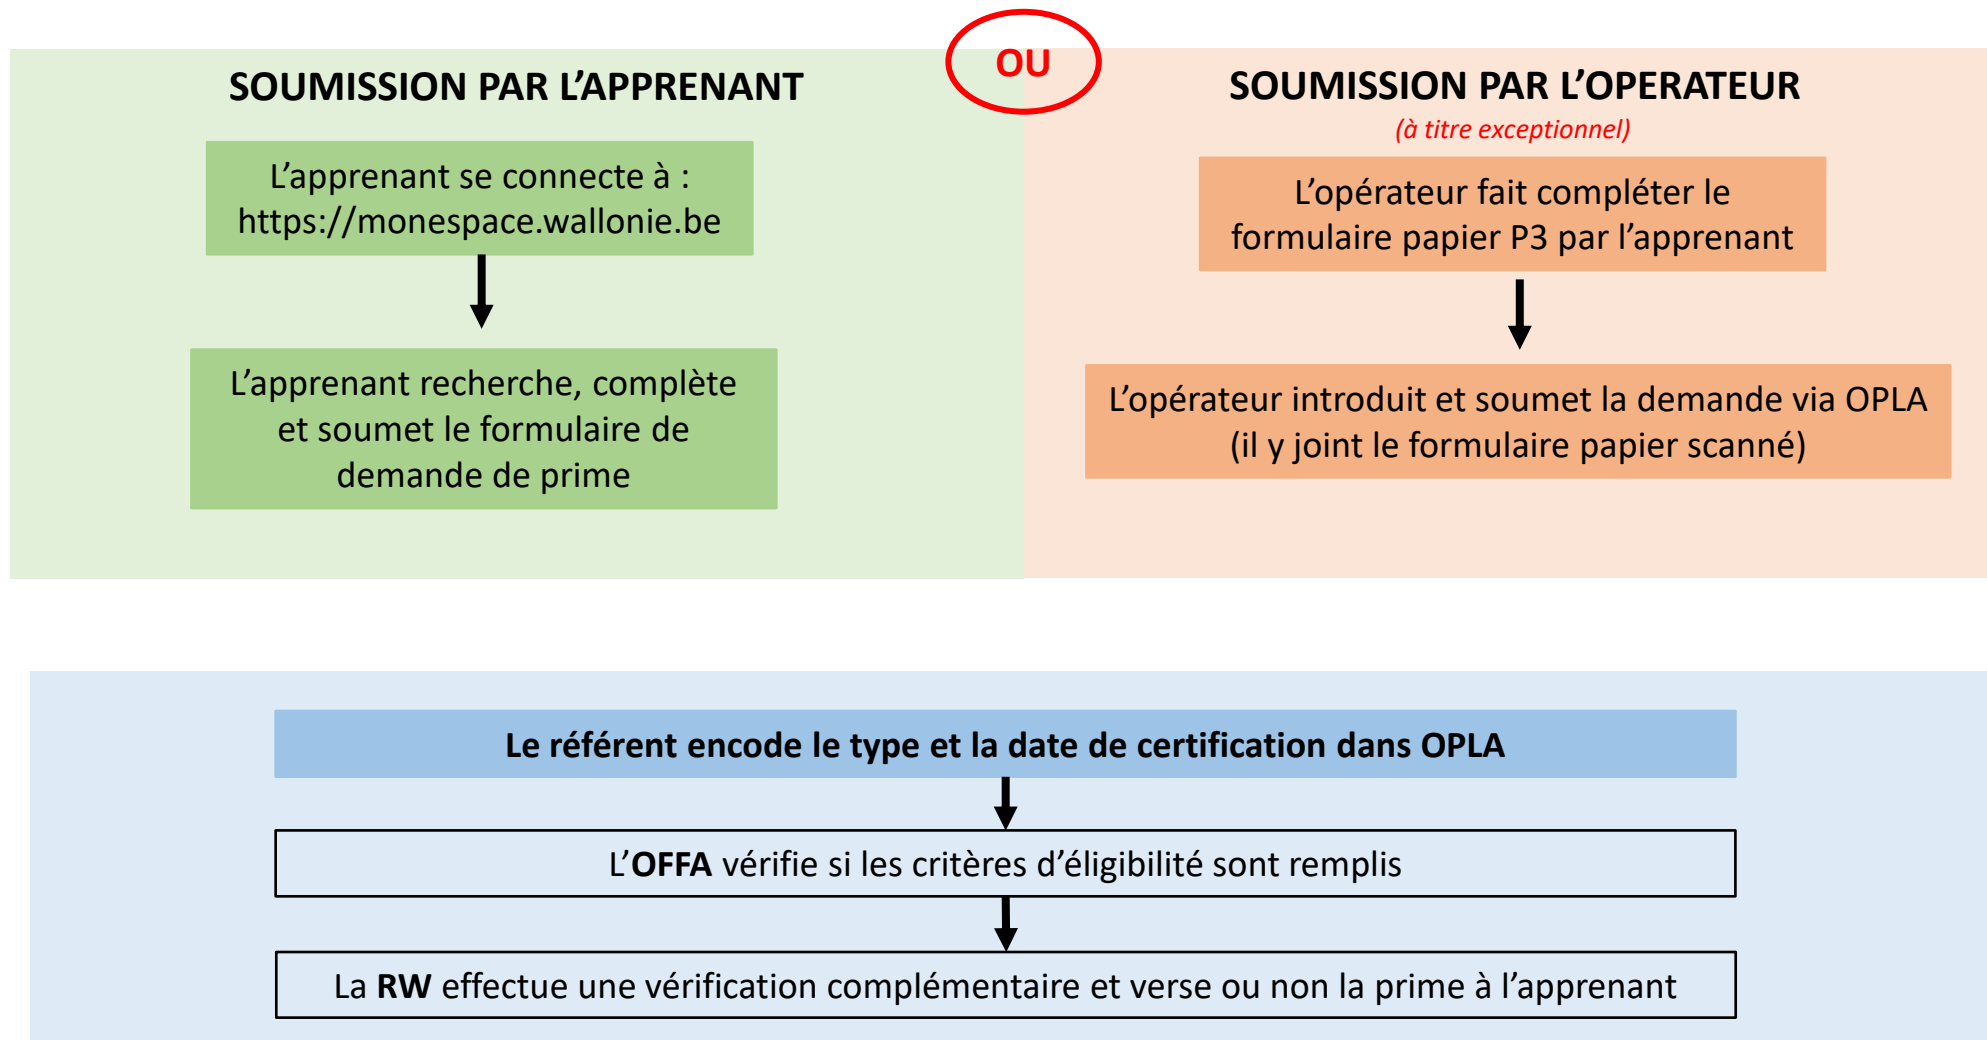 OU
SOUMISSION PAR L’APPRENANT
L’apprenant se connecte à :
https://monespace.wallonie.be
L’apprenant recherche, complète
et soumet le formulaire de
demande de prime
SOUMISSION PAR L’OPERATEUR
(à titre exceptionnel)
L’opérateur fait compléter le
formulaire papier P3 par l’apprenant
L’opérateur introduit et soumet la demande via OPLA
(il y joint le formulaire papier scanné)
Le référent encode le type et la date de certification dans OPLA
L’OFFA vérifie si les critères d’éligibilité sont remplis
La RW effectue une vérification complémentaire et verse ou non la prime à l’apprenant